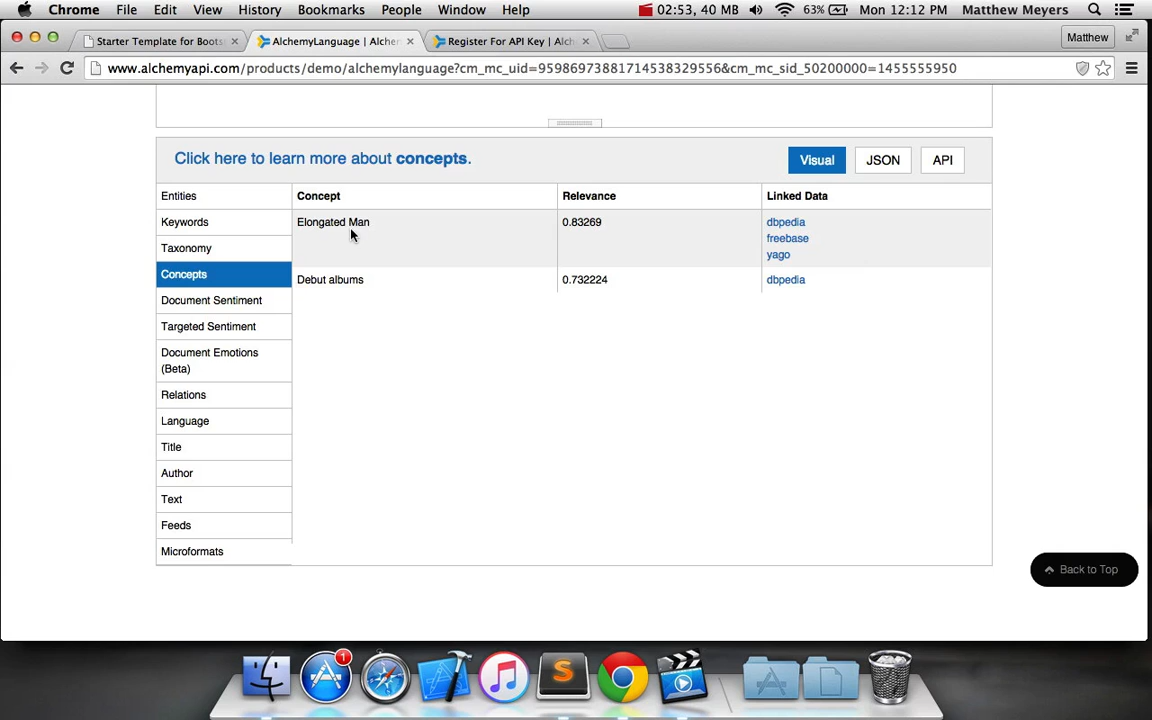 Chrome File Edit View History Bookmarks People Window Help 02:53, 40 MB 63% Mon 12:12 PM Matthew Meyers
Starter Template for Boots AlchemyLanguage | Alchem Register For API Key | Alch Matthew
www.alchemyapi.com/products/demo/alchemylanguage?cm_mc_uid=95986973881714538329556&cm_mc_sid_50200000=1455555950
Click here to learn more about concepts. Visual JSON API
Entities Concept Relevance Linked Data
Keywords Elongated Man 0.83269 dbpedia
freebase
Taxonomy yago
Concepts Debut albums 0.732224 dbpedia
Document Sentiment
Targeted Sentiment
Document Emotions
(Beta)
Relations
Language
Title
Author
Text
Feeds
Microformats
Back to Top
1